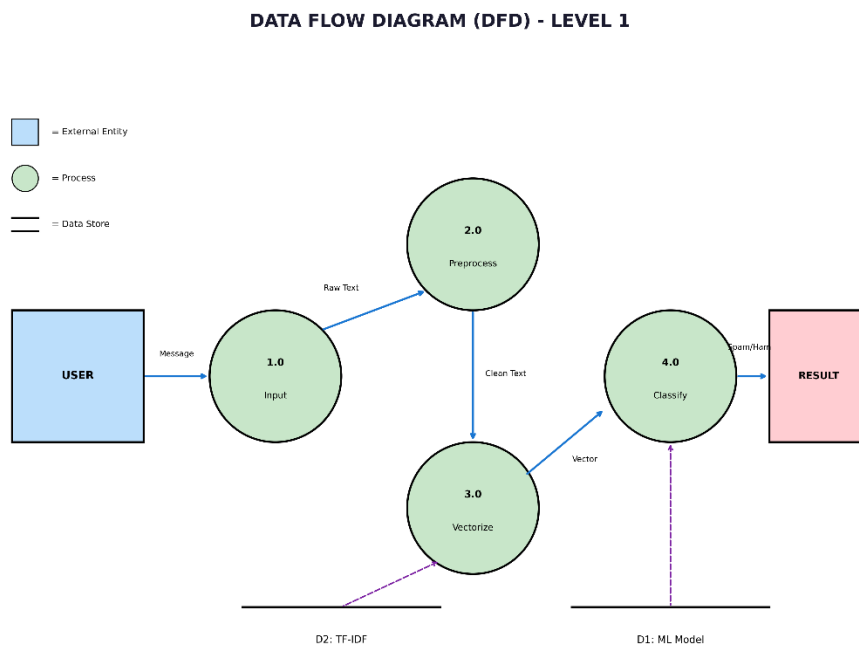 DATA FLOW DIAGRAM (DFD) - LEVEL 1
= External Entity
= Process
= Data Store
2.0
Preprocess
Raw Text
USER
Message
1.0
Input
Clean Text
4.0
Classify
Spam/Ham
RESULT
3.0
Vectorize
Vector
D2: TF-IDF
D1: ML Model